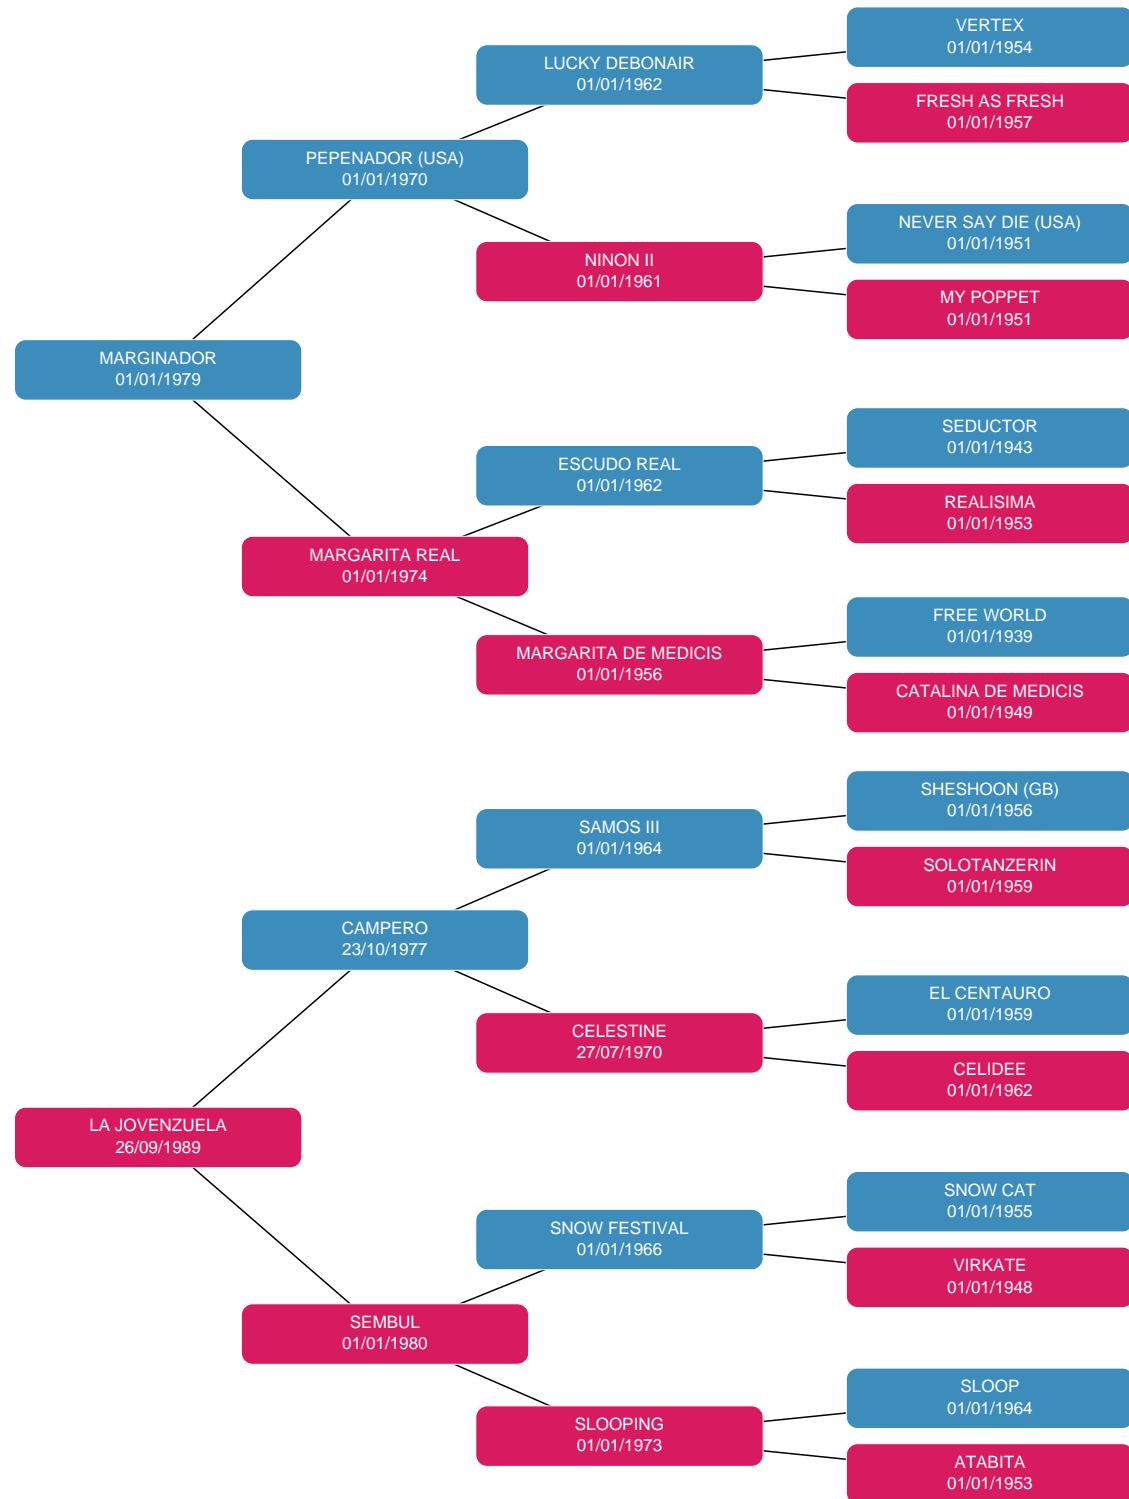 VERTEX
01/01/1954
LUCKY DEBONAIR
01/01/1962
FRESH AS FRESH
01/01/1957
PEPENADOR (USA)
01/01/1970
NEVER SAY DIE (USA)
01/01/1951
NINON II
01/01/1961
MY POPPET
01/01/1951
MARGINADOR
01/01/1979
SEDUCTOR
01/01/1943
ESCUDO REAL
01/01/1962
REALISIMA
01/01/1953
MARGARITA REAL
01/01/1974
FREE WORLD
01/01/1939
MARGARITA DE MEDICIS
01/01/1956
CATALINA DE MEDICIS
01/01/1949
SHESHOON (GB)
01/01/1956
SAMOS III
01/01/1964
SOLOTANZERIN
01/01/1959
CAMPERO
23/10/1977
EL CENTAURO
01/01/1959
CELESTINE
27/07/1970
CELIDEE
01/01/1962
LA JOVENZUELA
26/09/1989
SNOW CAT
01/01/1955
SNOW FESTIVAL
01/01/1966
VIRKATE
01/01/1948
SEMBUL
01/01/1980
SLOOP
01/01/1964
SLOOPING
01/01/1973
ATABITA
01/01/1953